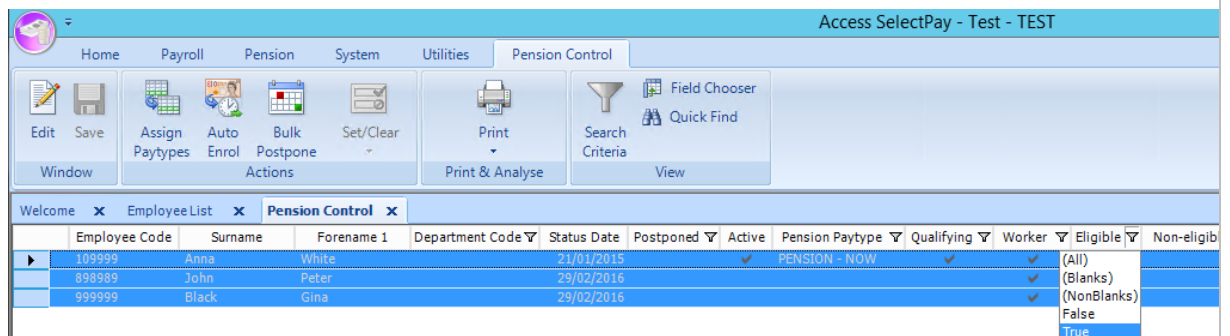 Access SelectPay - Test - TEST
Home Payroll Pension System Utilities Pension Control
Field Chooser
Quick Find
Edit Save Assign Paytypes Auto Enrol Bulk Postpone Set/Clear Print Search Criteria
Window Actions Print & Analyse View
Welcome x Employee List x Pension Control x
Employee Code Surname Forename 1 Department Code Status Date Postponed Active Pension Paytype Qualifying Worker Eligible Non-eligibl
109999 Anna White 21/01/2015 PENSION - NOW
898989 John Peter 29/02/2016
999999 Black Gina 29/02/2016
(All)
(Blanks)
(NonBlanks)
False
True